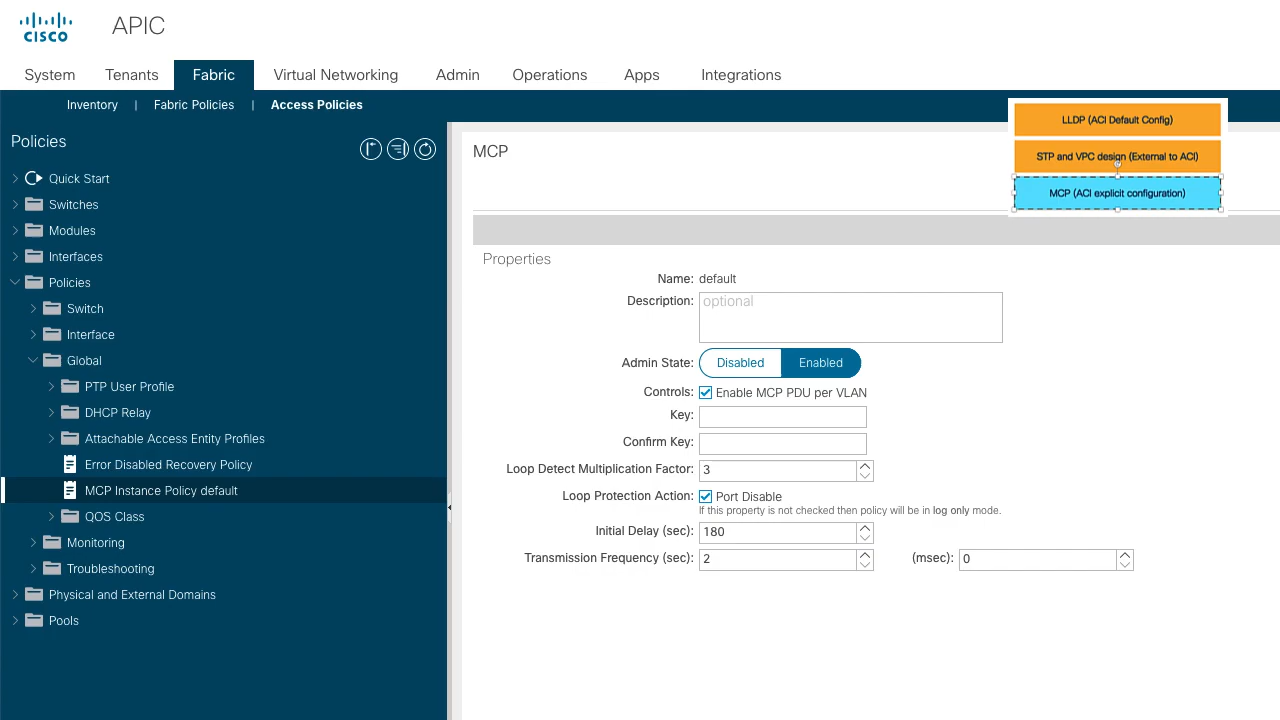 CISCO
APIC
System Tenants Fabric Virtual Networking Admin Operations Apps Integrations
Inventory | Fabric Policies | Access Policies
LLDP (ACI Default Config)
STP and VPC design (External to ACI)
MCP (ACI explicit configuration)
Policies
Quick Start
Switches
Modules
Interfaces
Policies
Switch
Interface
Global
PTP User Profile
DHCP Relay
Attachable Access Entity Profiles
Error Disabled Recovery Policy
MCP Instance Policy default
QOS Class
Monitoring
Troubleshooting
Physical and External Domains
Pools
MCP
Properties
Name: default
Description: optional
Admin State: Disabled Enabled
Controls: Enable MCP PDU per VLAN
Key:
Confirm Key:
Loop Detect Multiplication Factor: 3
Loop Protection Action: Port Disable
If this property is not checked then policy will be in log only mode.
Initial Delay (sec): 180
Transmission Frequency (sec): 2 (msec): 0